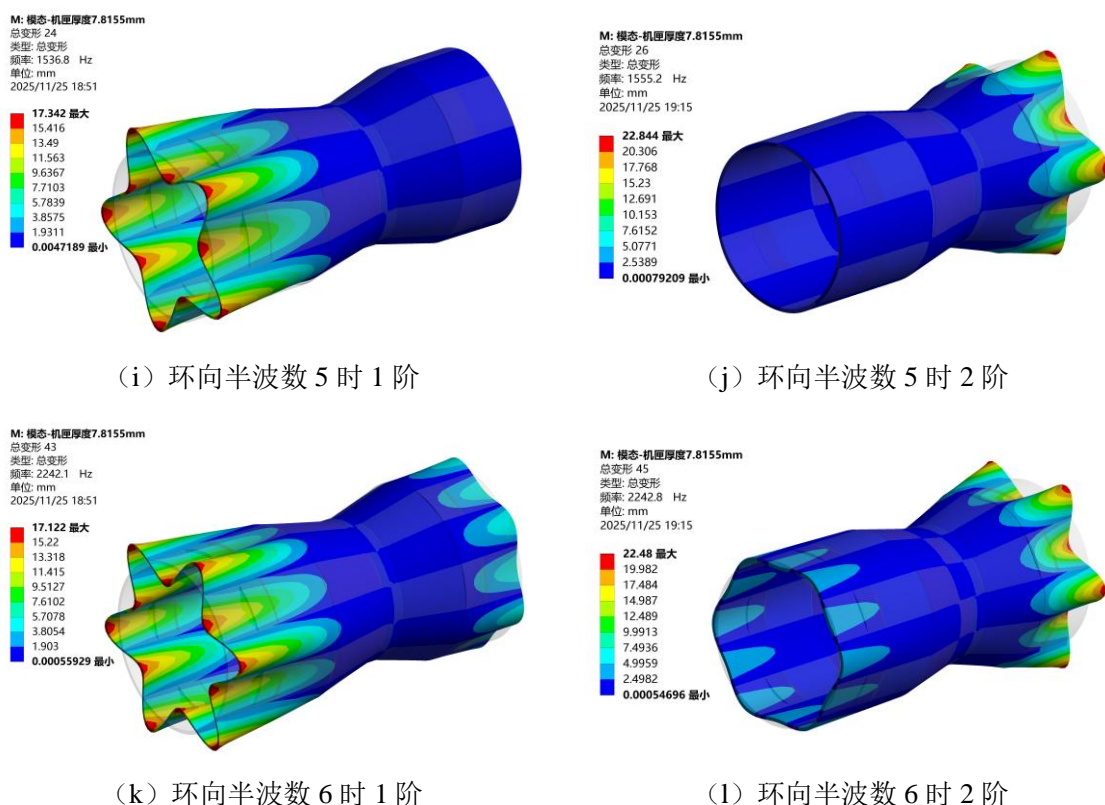 M: 模态-机匣厚度7.8155mm
总变形 24
类型: 总变形
频率: 1536.8 Hz
单位: mm
2025/11/25 18:51
17.342 最大
15.416
13.49
11.563
9.6367
7.7103
5.7839
3.8575
1.9311
0.0047189 最小
(i）环向半波数 5 时 1 阶
M: 模态-机匣厚度7.8155mm
总变形 26
类型: 总变形
频率: 1555.2 Hz
单位: mm
2025/11/25 19:15
22.844 最大
20.306
17.768
15.23
12.691
10.153
7.6152
5.0771
2.5389
0.00079209 最小
（j）环向半波数 5 时 2 阶
M: 模态-机匣厚度7.8155mm
总变形 43
类型: 总变形
频率: 2242.1 Hz
单位: mm
2025/11/25 18:51
17.122 最大
15.22
13.318
11.415
9.5127
7.6102
5.7078
3.8054
1.903
0.00055929 最小
（k）环向半波数 6 时 1 阶
M: 模态-机匣厚度7.8155mm
总变形 45
类型: 总变形
频率: 2242.8 Hz
单位: mm
2025/11/25 19:15
22.48 最大
19.982
17.484
14.987
12.489
9.9913
7.4936
4.9959
2.4982
0.00054696 最小
（l）环向半波数 6 时 2 阶